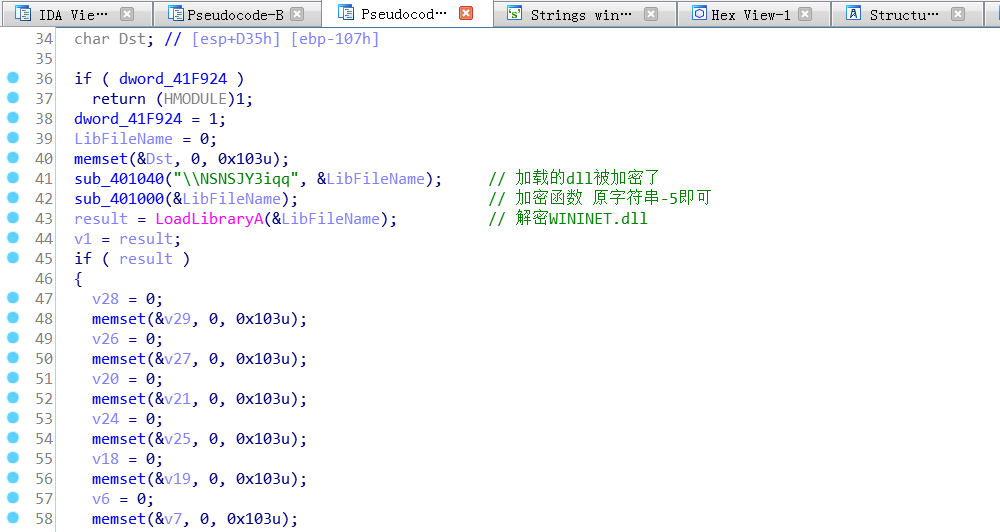 IDA Vie··· Pseudocode-B Pseudocod··· Strings win··· Hex View-1 Structu···
34 char Dst; // [esp+D35h] [ebp-107h]
35
36 if ( dword_41F924 )
37 return (HMODULE)1;
38 dword_41F924 = 1;
39 LibFileName = 0;
40 memset(&Dst, 0, 0x103u);
41 sub_401040("\\NSNSJY3iqq", &LibFileName); // 加载的dll被加密了
42 sub_401000(&LibFileName); // 加密函数 原字符串-5即可
43 result = LoadLibraryA(&LibFileName); // 解密WININET.dll
44 v1 = result;
45 if ( result )
46 {
47 v28 = 0;
48 memset(&v29, 0, 0x103u);
49 v26 = 0;
50 memset(&v27, 0, 0x103u);
51 v20 = 0;
52 memset(&v21, 0, 0x103u);
53 v24 = 0;
54 memset(&v25, 0, 0x103u);
55 v18 = 0;
56 memset(&v19, 0, 0x103u);
57 v6 = 0;
58 memset(&v7, 0, 0x103u);